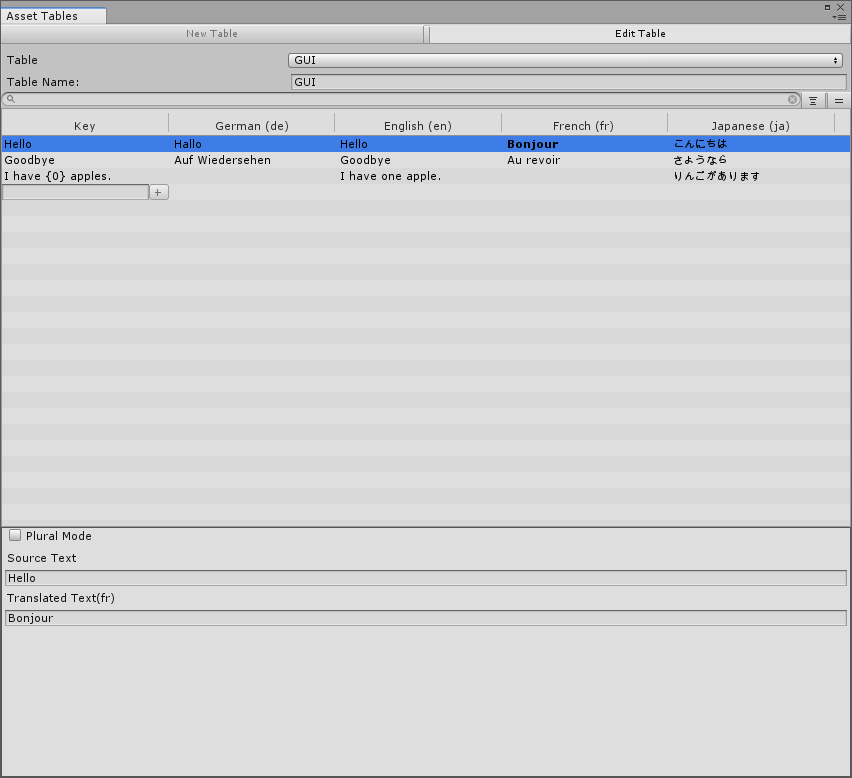 Asset Tables
New Table Edit Table
Table GUI
Table Name: GUI
Key German (de) English (en) French (fr) Japanese (ja)
Hello Hallo Hello Bonjour こんにちは
Goodbye Auf Wiedersehen Goodbye Au revoir さようなら
I have {0} apples. I have one apple. りんごがあります
+
Plural Mode
Source Text
Hello
Translated Text(fr)
Bonjour